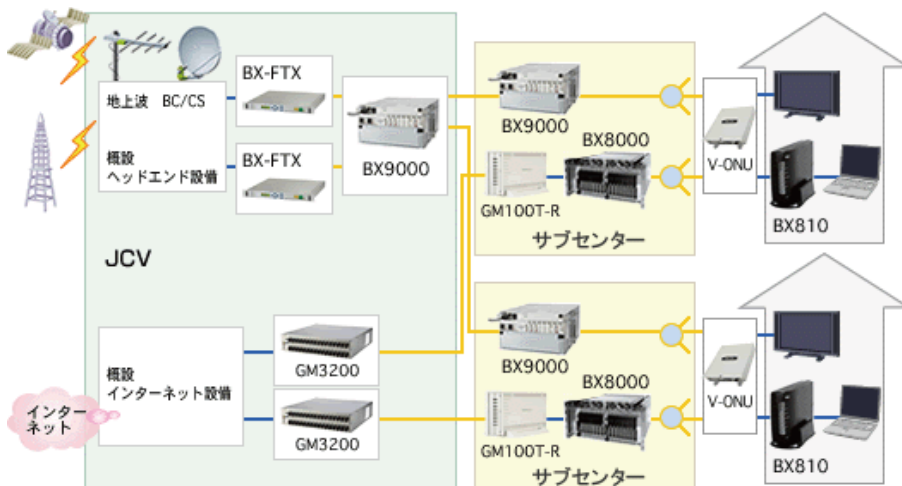 地上波 BC/CS
概設
ヘッドエンド設備
BX-FTX
BX-FTX
BX9000
JCV
概設
インターネット設備
インター
ネット
GM3200
GM3200
BX9000
BX8000
GM100T-R
サブセンター
V-ONU
BX810
BX9000
BX8000
GM100T-R
サブセンター
V-ONU
BX810